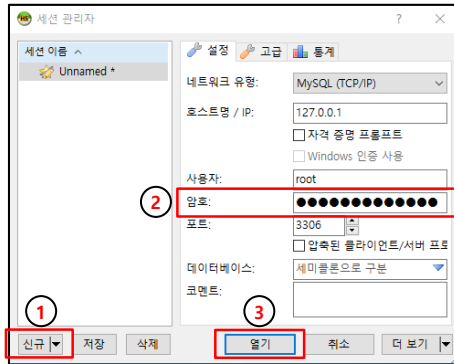 HS 세션 관리자 ? ×
세션 이름
Unnamed *
설정 고급 통계
네트워크 유형: MySQL (TCP/IP)
호스트명 / IP: 127.0.0.1
자격 증명 프롬프트
Windows 인증 사용
사용자: root
② 암호: ●●●●●●●●●●●●●
포트: 3306
압축된 클라이언트/서버 프로
데이터베이스: 세미콜론으로 구분
코멘트:
① ③
신규 저장 삭제 열기 취소 더 보기